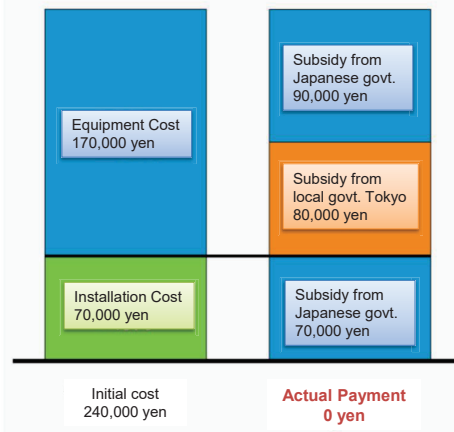 Equipment Cost
170,000 yen
Installation Cost
70,000 yen
Initial cost
240,000 yen
Subsidy from
Japanese govt.
90,000 yen
Subsidy from
local govt. Tokyo
80,000 yen
Subsidy from
Japanese govt.
70,000 yen
Actual Payment
0 yen